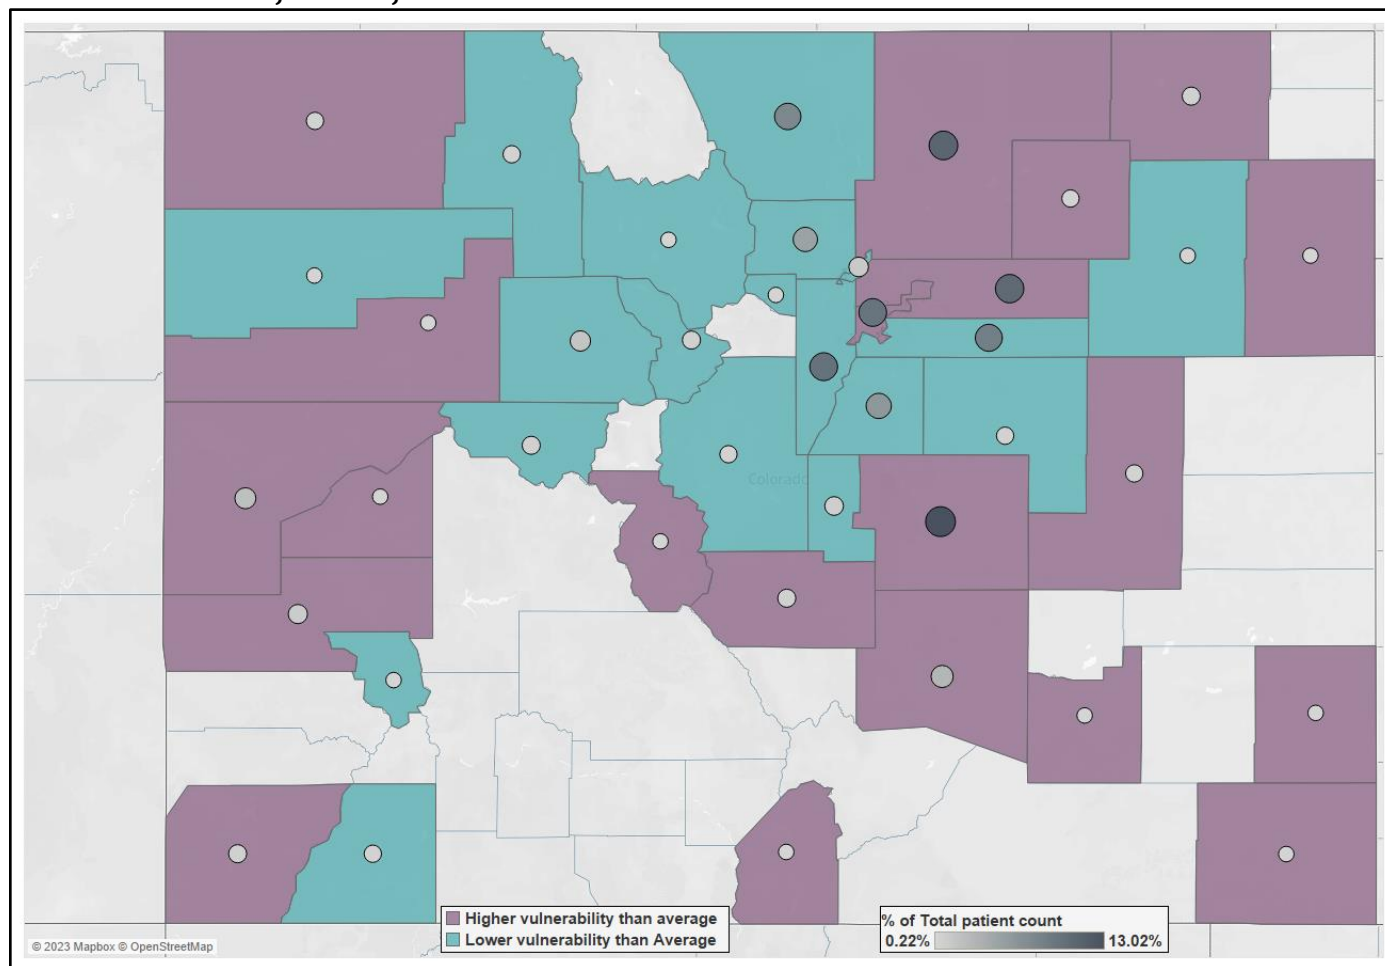 Colorado
Higher vulnerability than average
Lower vulnerability than Average
% of Total patient count
0.22% 13.02%
© 2023 Mapbox © OpenStreetMap